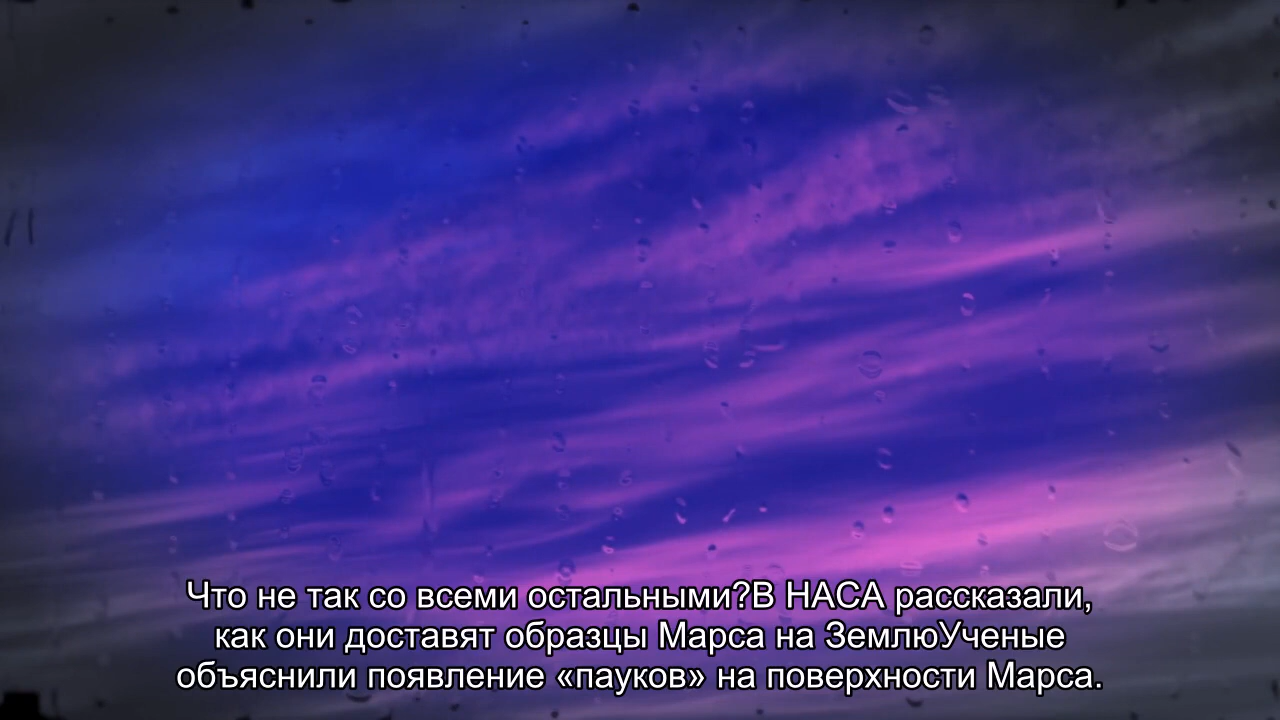 Что не так со всеми остальными?В НАСА рассказали,
как они доставят образцы Марса на ЗемлюУченые
объяснили появление «пауков» на поверхности Марса.